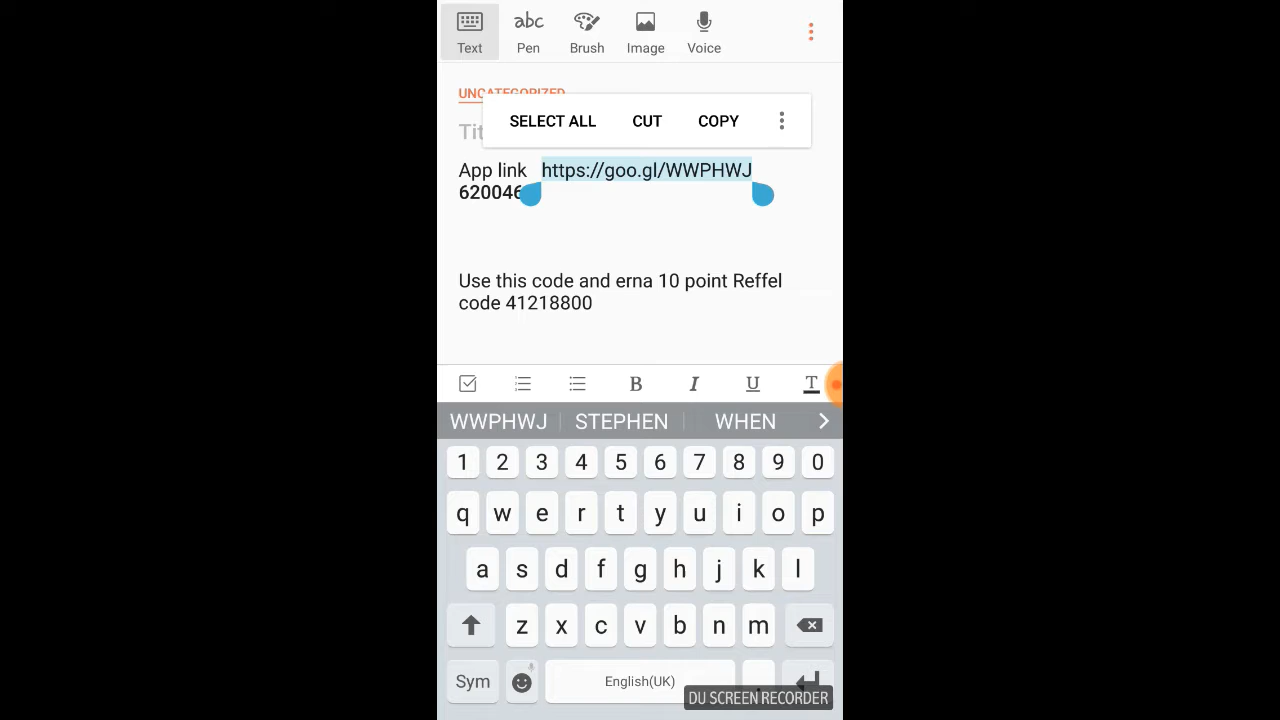 Text Pen Brush Image Voice
UNCATEGORIZED
SELECT ALL CUT COPY
App link https://goo.gl/WWPHWJ
620046
Use this code and erna 10 point Reffel
code 41218800
B I U T
WWPHWJ STEPHEN WHEN
1 2 3 4 5 6 7 8 9 0
q w e r t y u i o p
a s d f g h j k l
z x c v b n m
Sym English(UK)
DU SCREEN RECORDER